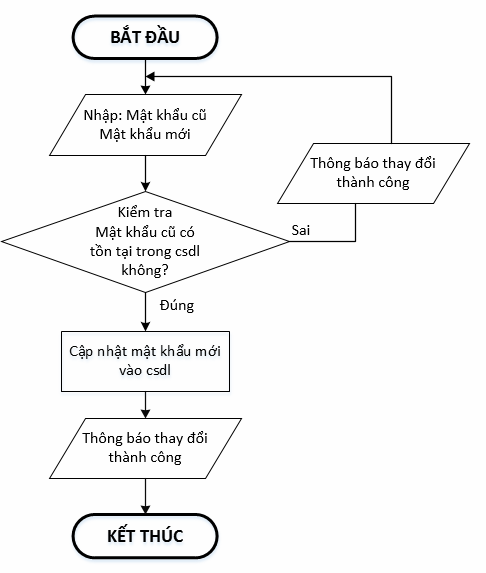 BẮT ĐẦU
Nhập: Mật khẩu cũ
Mật khẩu mới
Thông báo thay đổi
thành công
Kiểm tra
Mật khẩu cũ có
tồn tại trong csdl
không?
Sai
Đúng
Cập nhật mật khẩu mới
vào csdl
Thông báo thay đổi
thành công
KẾT THÚC